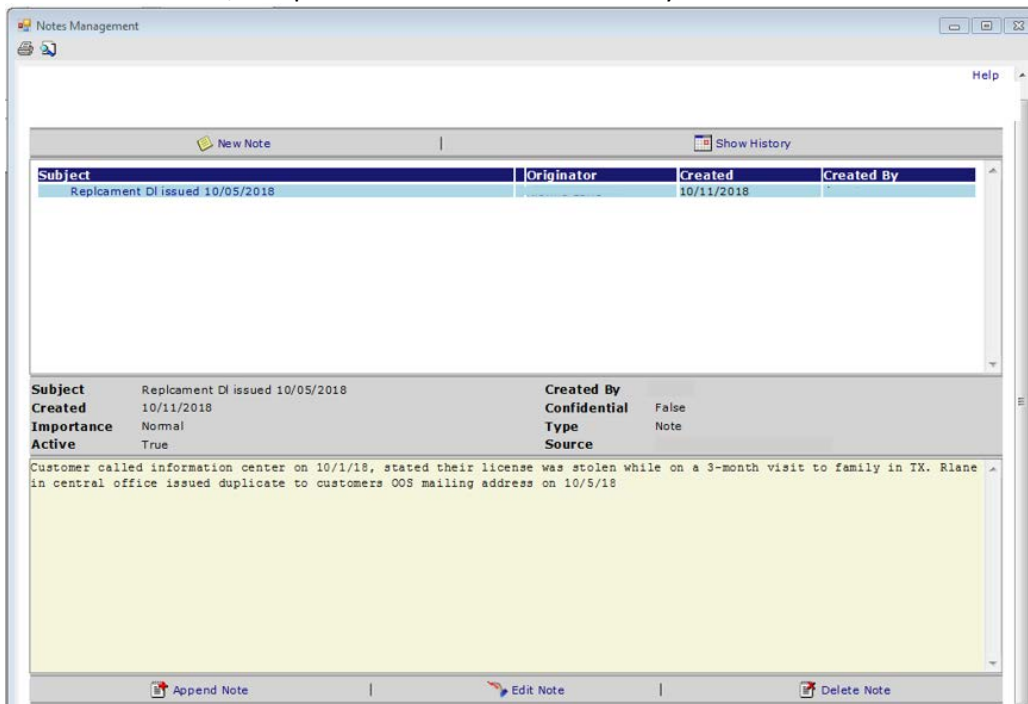 Notes Management
Help
New Note | Show History
Subject Originator Created Created By
Replcament Dl issued 10/05/2018 10/11/2018
Subject Replcament Dl issued 10/05/2018 Created By
Created 10/11/2018 Confidential False
Importance Normal Type Note
Active True Source
Customer called information center on 10/1/18, stated their license was stolen while on a 3-month visit to family in TX. Rlane
in central office issued duplicate to customers OOS mailing address on 10/5/18
Append Note | Edit Note | Delete Note